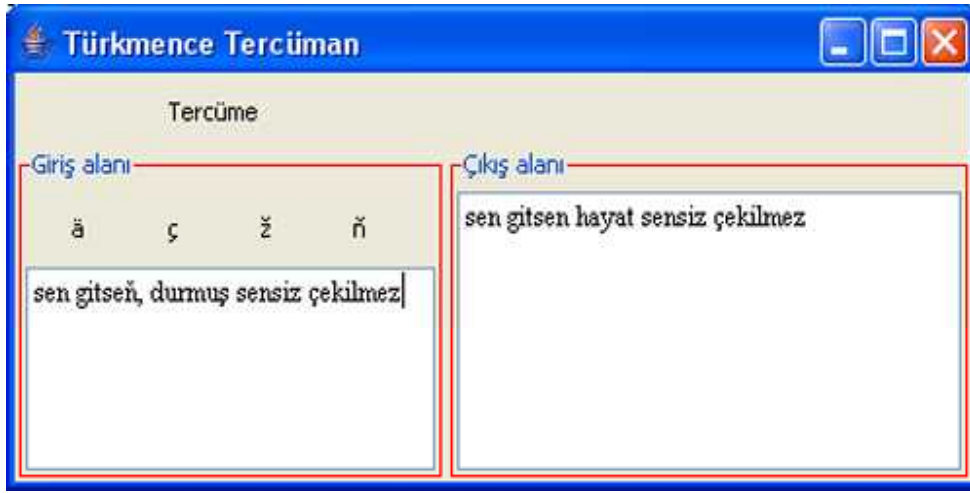 Türkmence Tercüman
Tercüme
Giriş alanı
ä ç ž ň
sen gitseň, durmuş sensiz çekilmez
Çıkış alanı
sen gitsen hayat sensiz çekilmez